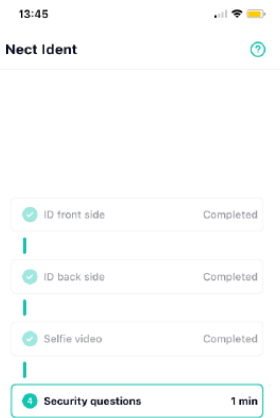 13:45
Nect Ident
?
ID front side Completed
ID back side Completed
Selfie video Completed
4 Security questions 1 min